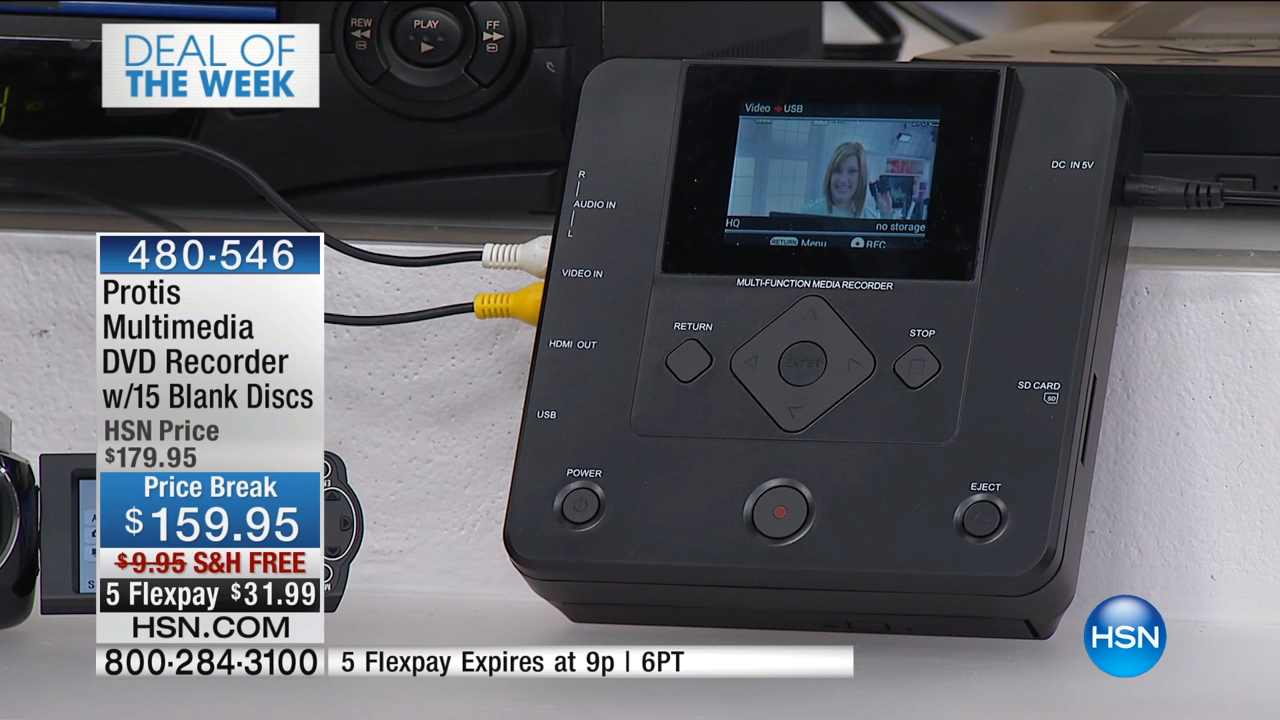 DEAL OF
THE WEEK
REW
PLAY
FF
480-546
Protis
Multimedia
DVD Recorder
w/15 Blank Discs
HSN Price
$179.95
Price Break
$159.95
$9.95 S&H FREE
5 Flexpay $31.99
HSN.COM
800-284-3100
5 Flexpay Expires at 9p | 6PT
HSN
Video USB
HQ
no storage
RETURN Menu
REC
MULTI-FUNCTION MEDIA RECORDER
R
AUDIO IN
L
VIDEO IN
HDMI OUT
USB
DC IN 5V
RETURN
ENTER
STOP
SD CARD
SD
POWER
EJECT